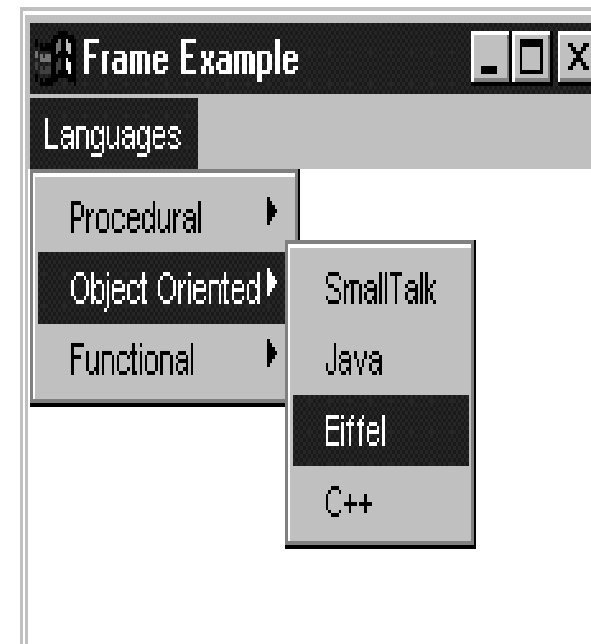 Frame Example
Languages
Procedural
Object Oriented
Functional
SmallTalk
Java
Eiffel
C++